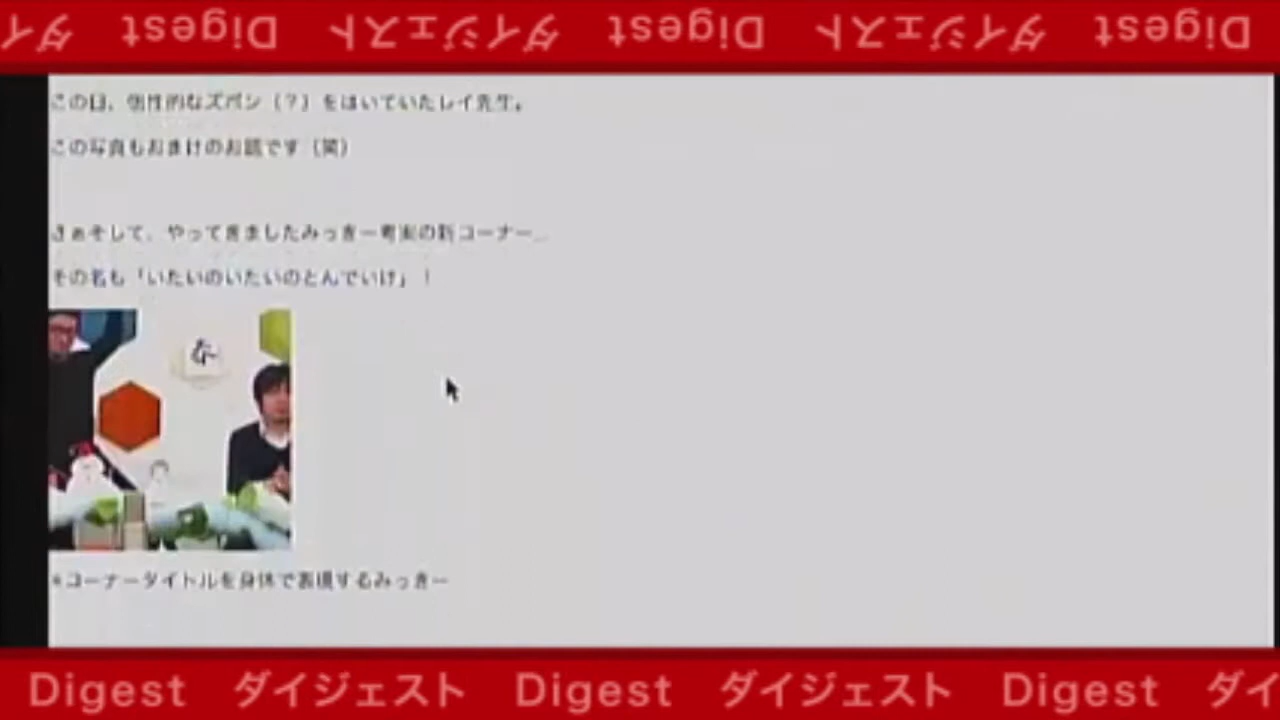 ダイ Digest ダイジェスト Digest ダイジェスト Digest
この日、個性的なズボン（？）をはいていたレイ先生。
この写真もおまけのお話です（笑）
さぁそして、やってきましたみっきー考案の新コーナー…
その名も「いたいのいたいのとんでいけ」！
な
*コーナータイトルを身体で表現するみっきー
Digest ダイジェスト Digest ダイジェスト Digest ダイ